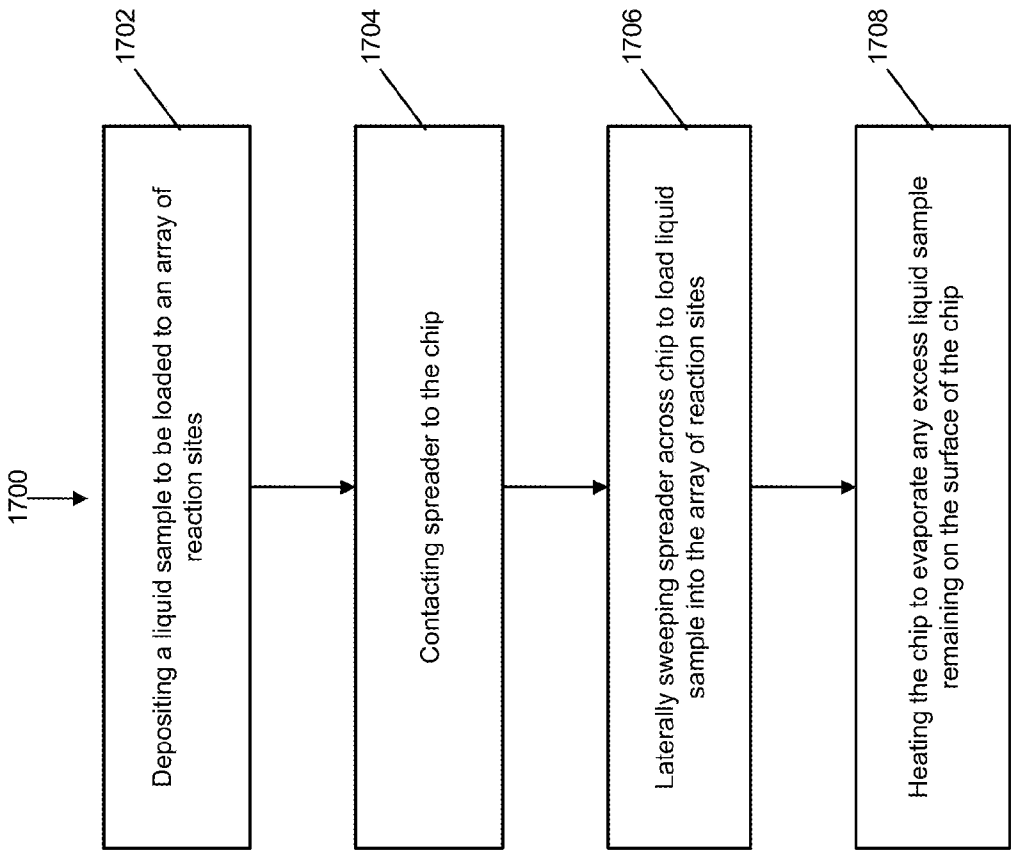 1700
Depositing a liquid sample to be loaded to an array of
reaction sites
1702
Contacting spreader to the chip
1704
Laterally sweeping spreader across chip to load liquid
sample into the array of reaction sites
1706
Heating the chip to evaporate any excess liquid sample
remaining on the surface of the chip
1708